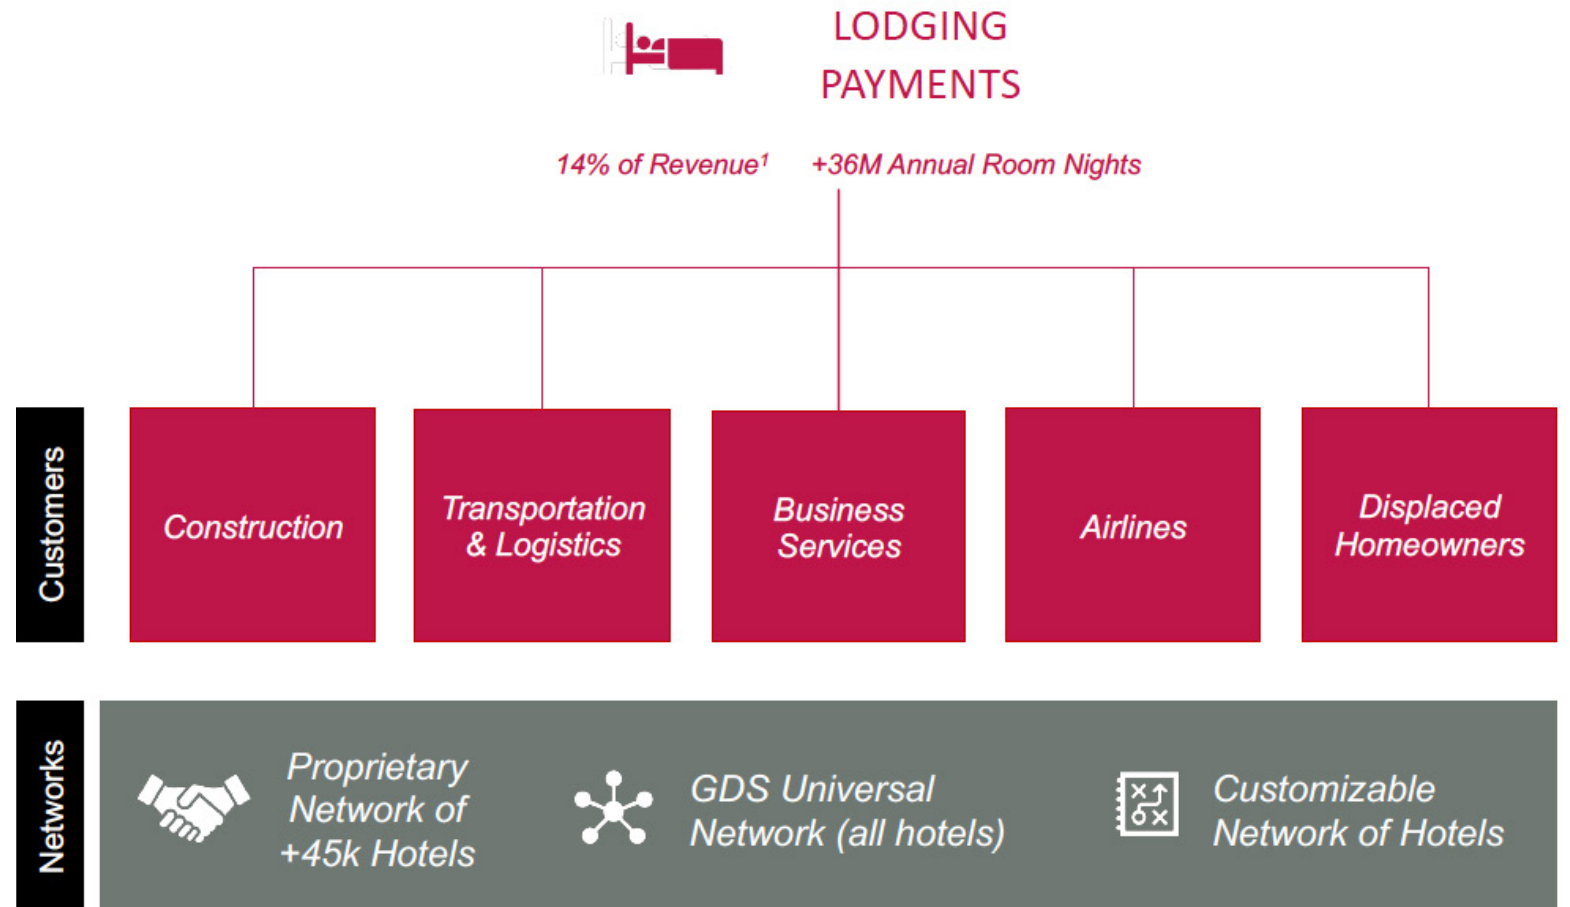 LODGING
PAYMENTS
14% of Revenue¹
+36M Annual Room Nights
Customers
Construction
Transportation
& Logistics
Business
Services
Airlines
Displaced
Homeowners
Networks
Proprietary
Network of
+45k Hotels
GDS Universal
Network (all hotels)
Customizable
Network of Hotels